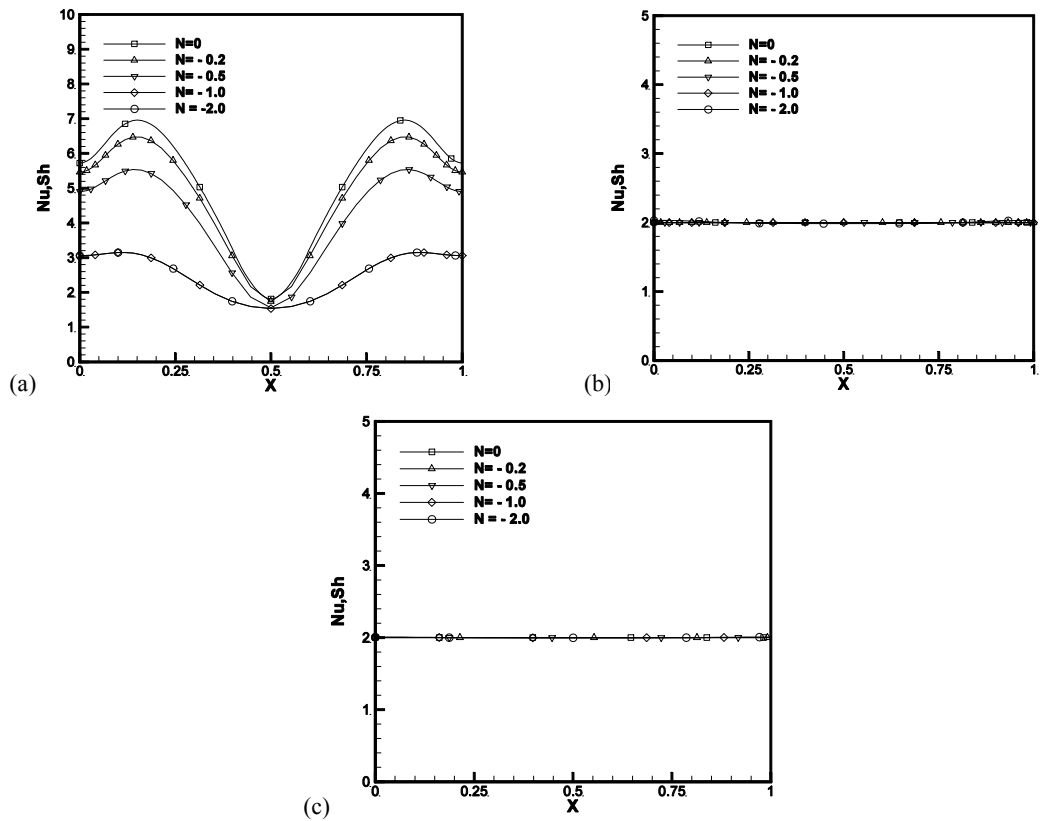 10
9.
8.
7.
6.
5.
4.
3.
2.
1.
0.
Nu,Sh
N=0
N= - 0.2
N= - 0.5
N= - 1.0
N = -2.0
0.
0.25
0.5
0.75
1.
X
(a)
5.
4.
3.
2.
1.
0.
Nu,Sh
N=0
N= - 0.2
N= - 0.5
N= - 1.0
N = - 2.0
0.
0.25
0.5
0.75
1.
X
(b)
5.
4.
3.
2.
1.
0.
Nu,Sh
N=0
N= - 0.2
N= - 0.5
N= - 1.0
N = - 2.0
0.
0.25
0.5
0.75
1
X
(c)